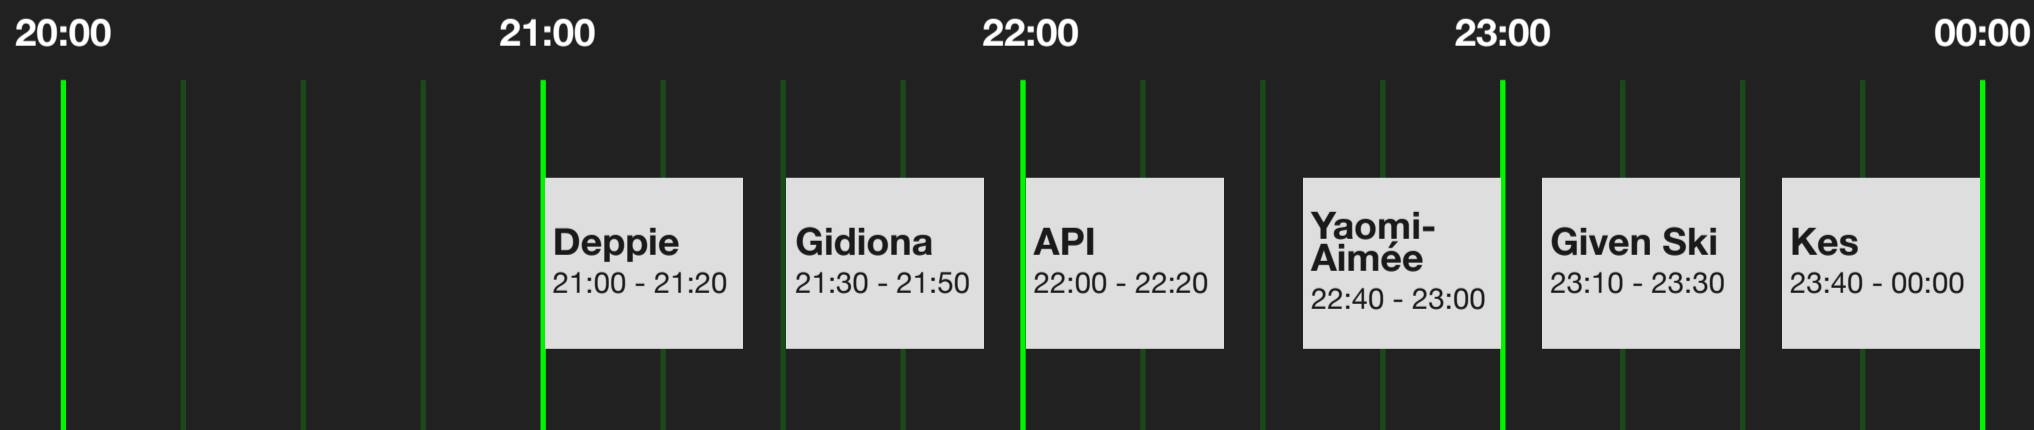 20:00
21:00
22:00
23:00
00:00
Deppie
21:00 - 21:20
Gidiona
21:30 - 21:50
API
22:00 - 22:20
Yaomi-
Aimée
22:40 - 23:00
Given Ski
23:10 - 23:30
Kes
23:40 - 00:00